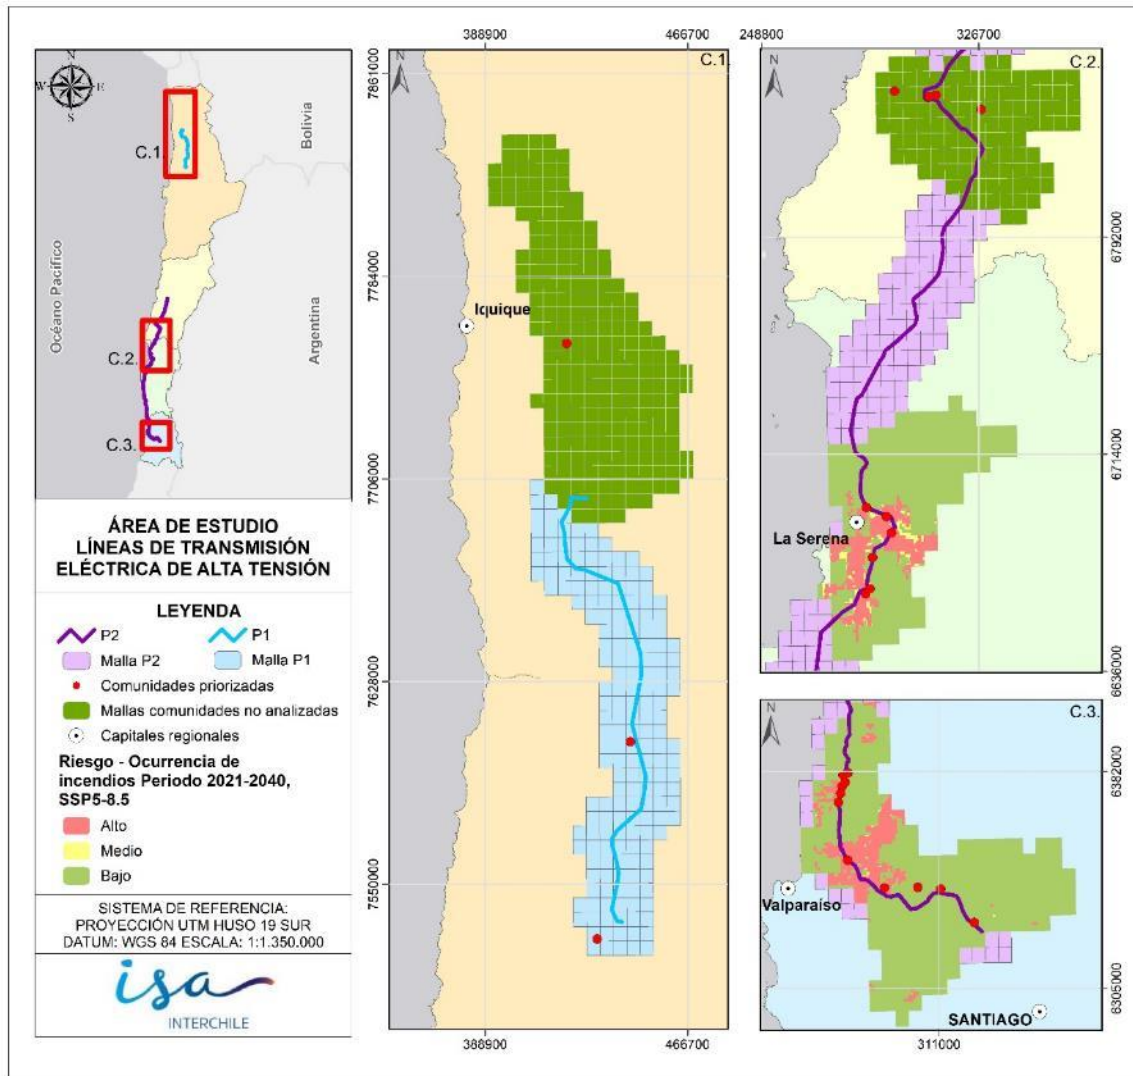 N
W
E
S
C.1.
Bolivia
Océano Pacífico
Argentina
C.2.
C.3.
ÁREA DE ESTUDIO
LÍNEAS DE TRANSMISIÓN
ELÉCTRICA DE ALTA TENSIÓN
LEYENDA
P2
P1
Malla P2
Malla P1
Comunidades priorizadas
Mallas comunidades no analizadas
Capitales regionales
Riesgo - Ocurrencia de
incendios Periodo 2021-2040,
SSP5-8.5
Alto
Medio
Bajo
SISTEMA DE REFERENCIA:
PROYECCIÓN UTM HUSO 19 SUR
DATUM: WGS 84 ESCALA: 1:1.350.000
isa
INTERCHILE
388900
466700
N
C.1.
7861000
7784000
Iquique
7706000
7628000
7550000
388900
466700
248800
326700
N
C.2.
6792000
6714000
La Serena
6636000
N
C.3.
6382000
Valparaíso
6305000
SANTIAGO
311000